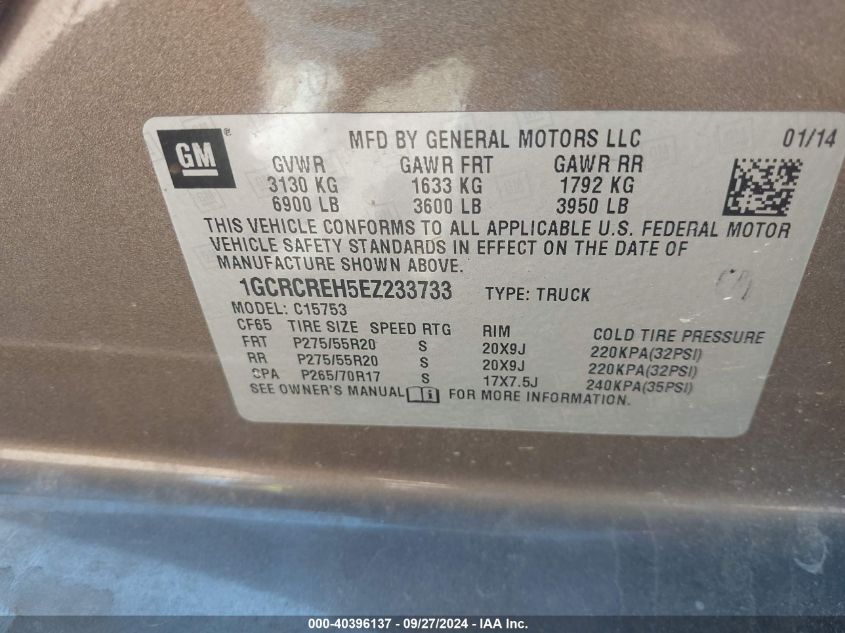 GM ®
MFD BY GENERAL MOTORS LLC 01/14
GVWR GAWR FRT GAWR RR
3130 KG 1633 KG 1792 KG
6900 LB 3600 LB 3950 LB
THIS VEHICLE CONFORMS TO ALL APPLICABLE U.S. FEDERAL MOTOR
VEHICLE SAFETY STANDARDS IN EFFECT ON THE DATE OF
MANUFACTURE SHOWN ABOVE.
1GCRCREH5EZ233733 TYPE: TRUCK
MODEL: C15753
CF65 TIRE SIZE SPEED RTG RIM COLD TIRE PRESSURE
FRT P275/55R20 S 20X9J 220KPA(32PSI)
RR P275/55R20 S 20X9J 220KPA(32PSI)
SPA P265/70R17 S 17X7.5J 240KPA(35PSI)
SEE OWNER'S MANUAL i FOR MORE INFORMATION.
000-40396137 - 09/27/2024 - IAA Inc.